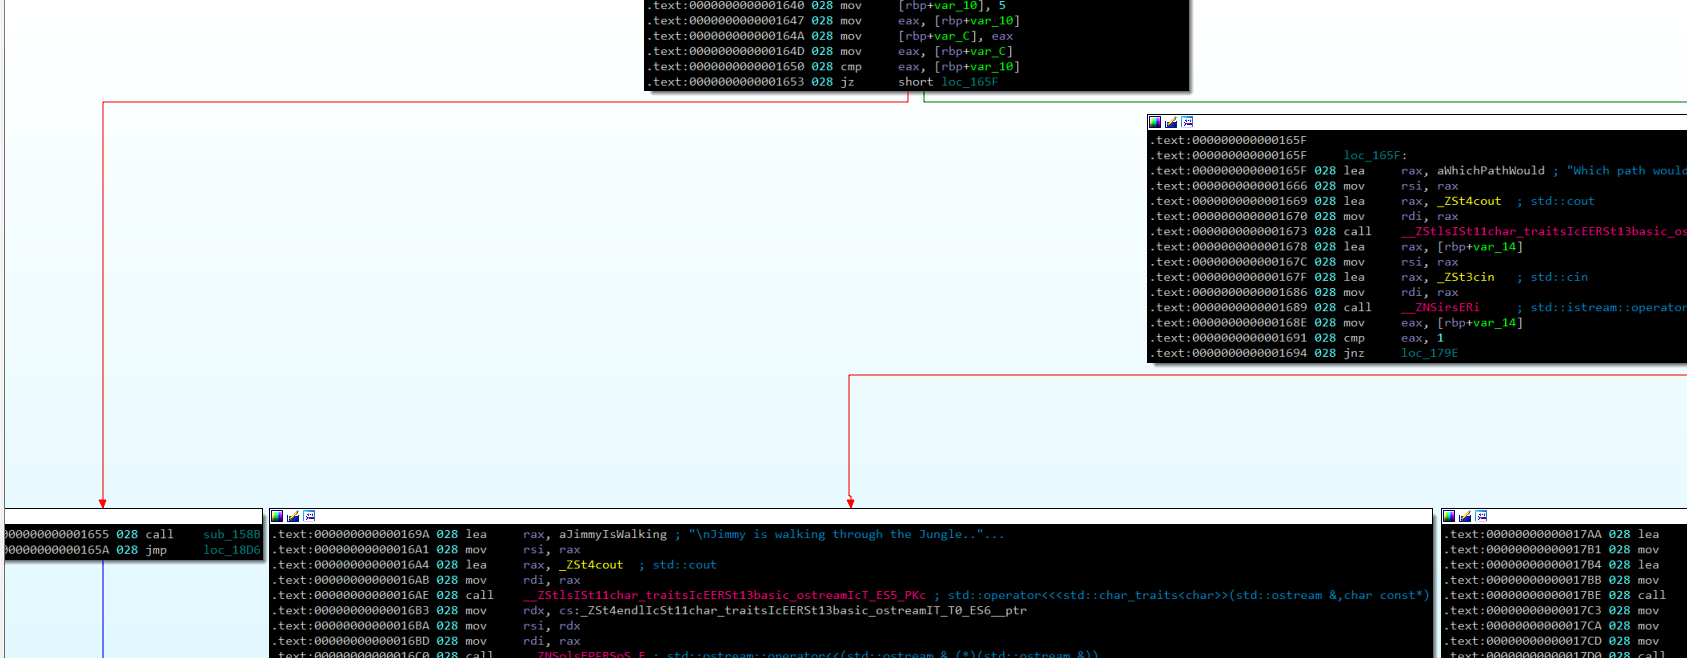 .text:0000000000001640 028 mov [rbp+var_10], 5
.text:0000000000001647 028 mov eax, [rbp+var_10]
.text:000000000000164A 028 mov [rbp+var_C], eax
.text:000000000000164D 028 mov eax, [rbp+var_C]
.text:0000000000001650 028 cmp eax, [rbp+var_10]
.text:0000000000001653 028 jz short loc_165F
.text:000000000000165F
.text:000000000000165F loc_165F:
.text:000000000000165F 028 lea rax, aWhichPathWould ; "Which path would
.text:0000000000001666 028 mov rsi, rax
.text:0000000000001669 028 lea rax, _ZSt4cout ; std::cout
.text:0000000000001670 028 mov rdi, rax
.text:0000000000001673 028 call __ZStlsISt11char_traitsIcEERSt13basic_os
.text:0000000000001678 028 lea rax, [rbp+var_14]
.text:000000000000167C 028 mov rsi, rax
.text:000000000000167F 028 lea rax, _ZSt3cin ; std::cin
.text:0000000000001686 028 mov rdi, rax
.text:0000000000001689 028 call __ZNSirsERi ; std::istream::operator
.text:000000000000168E 028 mov eax, [rbp+var_14]
.text:0000000000001691 028 cmp eax, 1
.text:0000000000001694 028 jnz loc_179E
000000000001655 028 call sub_158B
00000000000165A 028 jmp loc_18D6
.text:000000000000169A 028 lea rax, aJimmyIsWalking ; "\nJimmy is walking through the Jungle.."...
.text:00000000000016A1 028 mov rsi, rax
.text:00000000000016A4 028 lea rax, _ZSt4cout ; std::cout
.text:00000000000016AB 028 mov rdi, rax
.text:00000000000016AE 028 call __ZStlsISt11char_traitsIcEERSt13basic_ostreamIcT_ES5_PKc ; std::operator<<<std::char_traits<char>>(std::ostream &,char const*)
.text:00000000000016B3 028 mov rdx, cs:_ZSt4endlIcSt11char_traitsIcEERSt13basic_ostreamIT_T0_ES6__ptr
.text:00000000000016BA 028 mov rsi, rdx
.text:00000000000016BD 028 mov rdi, rax
.text:00000000000016C0 028 call __ZNSolsEPFRSoS_E ; std::ostream::operator<<(std::ostream & (*)(std::ostream &))
.text:00000000000017AA 028 lea
.text:00000000000017B1 028 mov
.text:00000000000017B4 028 lea
.text:00000000000017BB 028 mov
.text:00000000000017BE 028 call
.text:00000000000017C3 028 mov
.text:00000000000017CA 028 mov
.text:00000000000017CD 028 mov
.text:00000000000017D0 028 call